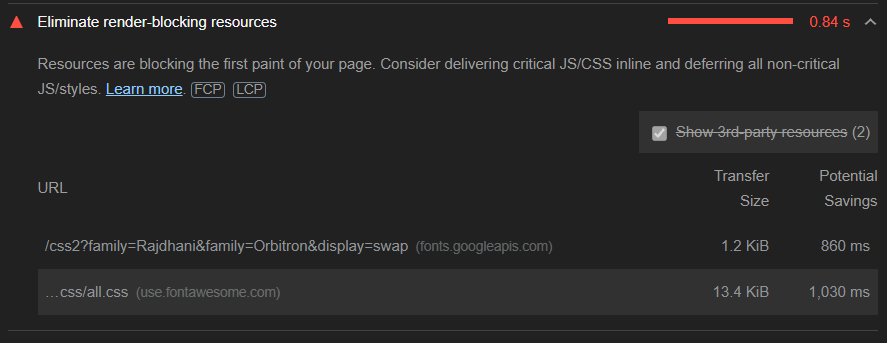 Eliminate render-blocking resources 0.84 s
Resources are blocking the first paint of your page. Consider delivering critical JS/CSS inline and deferring all non-critical
JS/styles. Learn more. FCP LCP
Show 3rd-party resources (2)
URL Transfer Size Potential Savings
/css2?family=Rajdhani&family=Orbitron&display=swap (fonts.googleapis.com) 1.2 KiB 860 ms
…css/all.css (use.fontawesome.com) 13.4 KiB 1,030 ms